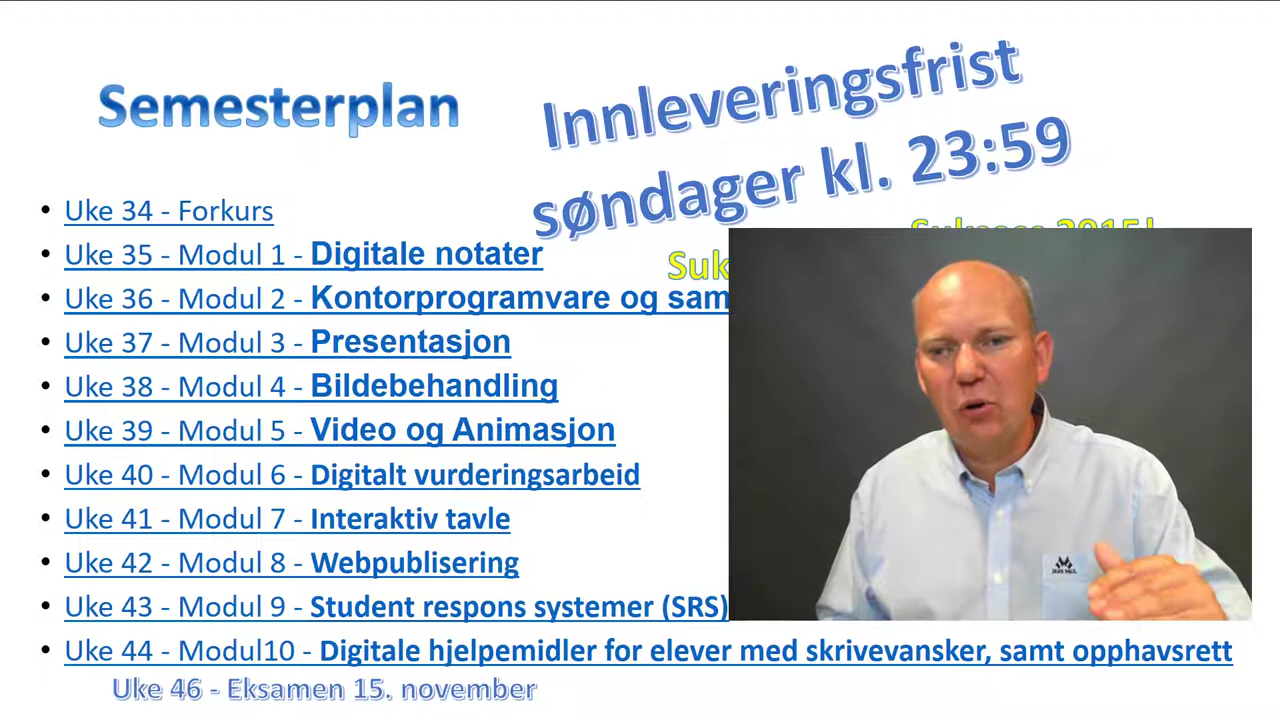 Semesterplan
Innleveringsfrist
søndager kl. 23:59
• Uke 34 - Forkurs
• Uke 35 - Modul 1 - Digitale notater
• Uke 36 - Modul 2 - Kontorprogramvare og sam
• Uke 37 - Modul 3 - Presentasjon
• Uke 38 - Modul 4 - Bildebehandling
• Uke 39 - Modul 5 - Video og Animasjon
• Uke 40 - Modul 6 - Digitalt vurderingsarbeid
• Uke 41 - Modul 7 - Interaktiv tavle
• Uke 42 - Modul 8 - Webpublisering
• Uke 43 - Modul 9 - Student respons systemer (SRS)
• Uke 44 - Modul10 - Digitale hjelpemidler for elever med skrivevansker, samt opphavsrett
Uke 46 - Eksamen 15. november
Suk
JEAN PAUL